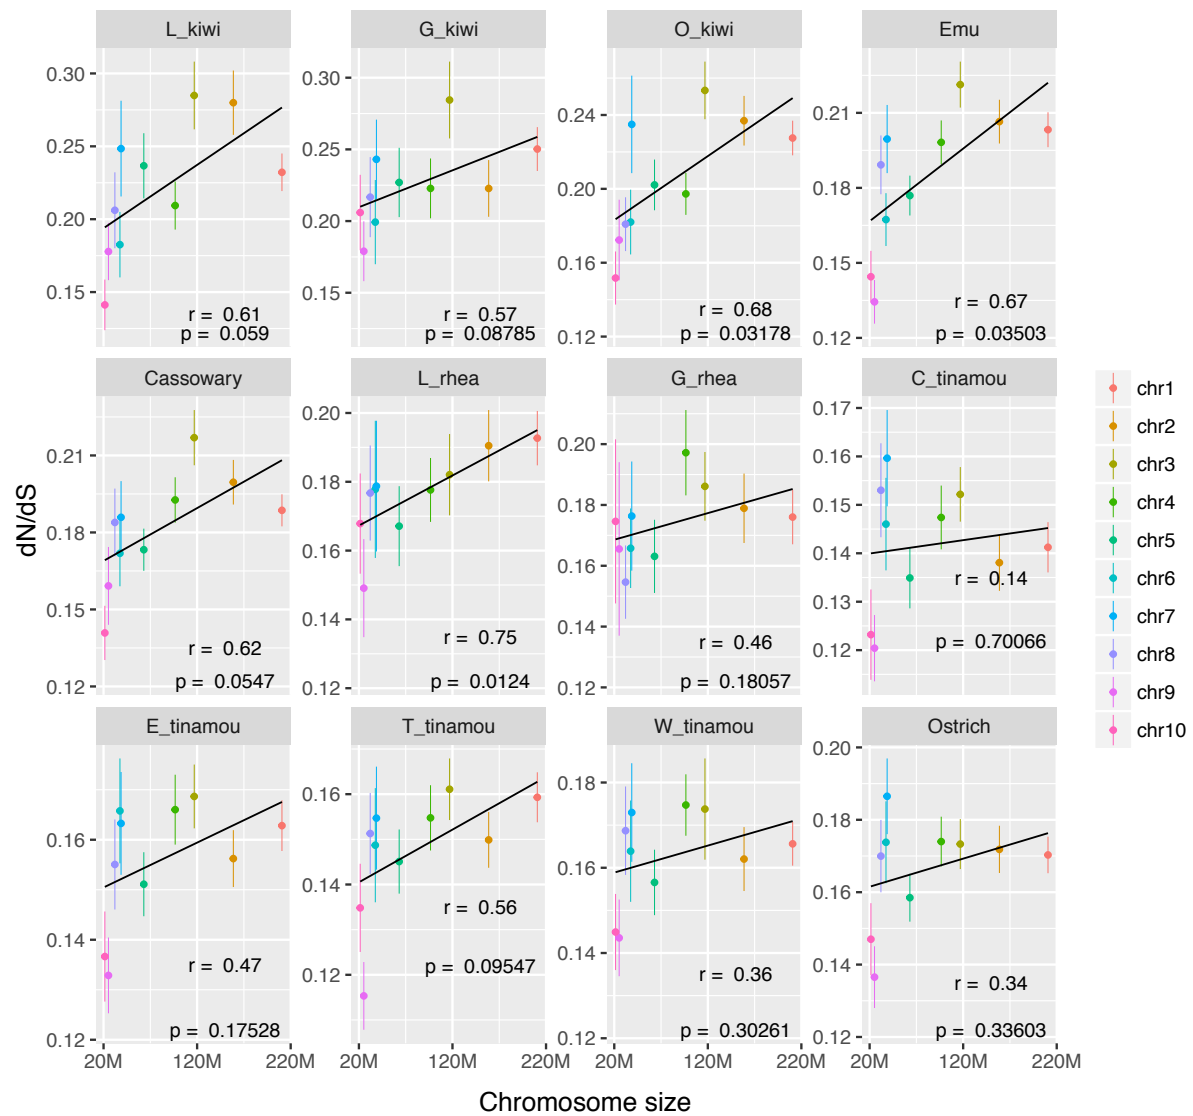 L_kiwi
G_kiwi
O_kiwi
Emu
0.30
0.25
0.20
0.15
r = 0.61
p = 0.059
0.30
0.25
0.20
0.15
r = 0.57
p = 0.08785
0.24
0.20
0.16
0.12
r = 0.68
p = 0.03178
0.21
0.18
0.15
0.12
r = 0.67
p = 0.03503
Cassowary
L_rhea
G_rhea
C_tinamou
0.21
0.18
0.15
0.12
r = 0.62
p = 0.0547
0.20
0.18
0.16
0.14
0.12
r = 0.75
p = 0.0124
0.20
0.18
0.16
0.14
0.12
r = 0.46
p = 0.18057
0.17
0.16
0.15
0.14
0.13
0.12
r = 0.14
p = 0.70066
E_tinamou
T_tinamou
W_tinamou
Ostrich
0.16
0.14
0.12
r = 0.47
p = 0.17528
0.16
0.14
0.12
r = 0.56
p = 0.09547
0.18
0.16
0.14
0.12
r = 0.36
p = 0.30261
0.20
0.18
0.16
0.14
0.12
r = 0.34
p = 0.33603
20M 120M 220M
20M 120M 220M
20M 120M 220M
20M 120M 220M
Chromosome size
dN/dS
chr1
chr2
chr3
chr4
chr5
chr6
chr7
chr8
chr9
chr10